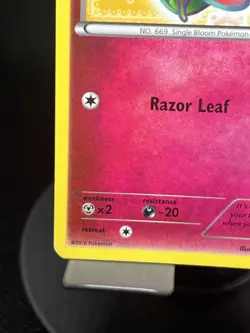 NO. 669 Single Bloom Pokémon
Razor Leaf
weakness resistance
×2 -20
retreat
©2016 Pokémon